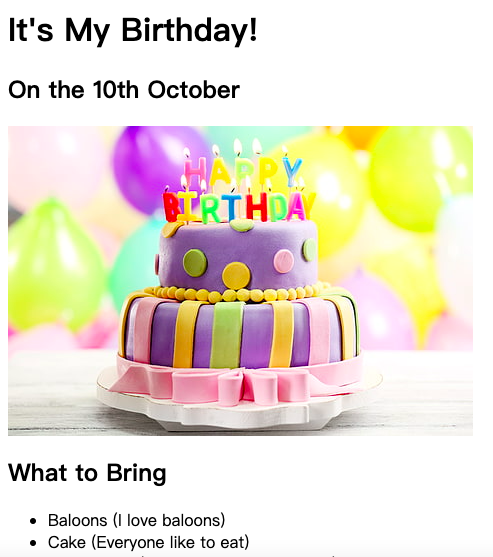 It's My Birthday!
On the 10th October
HAPPY
BIRTHDAY
What to Bring
Baloons (I love baloons)
Cake (Everyone like to eat)